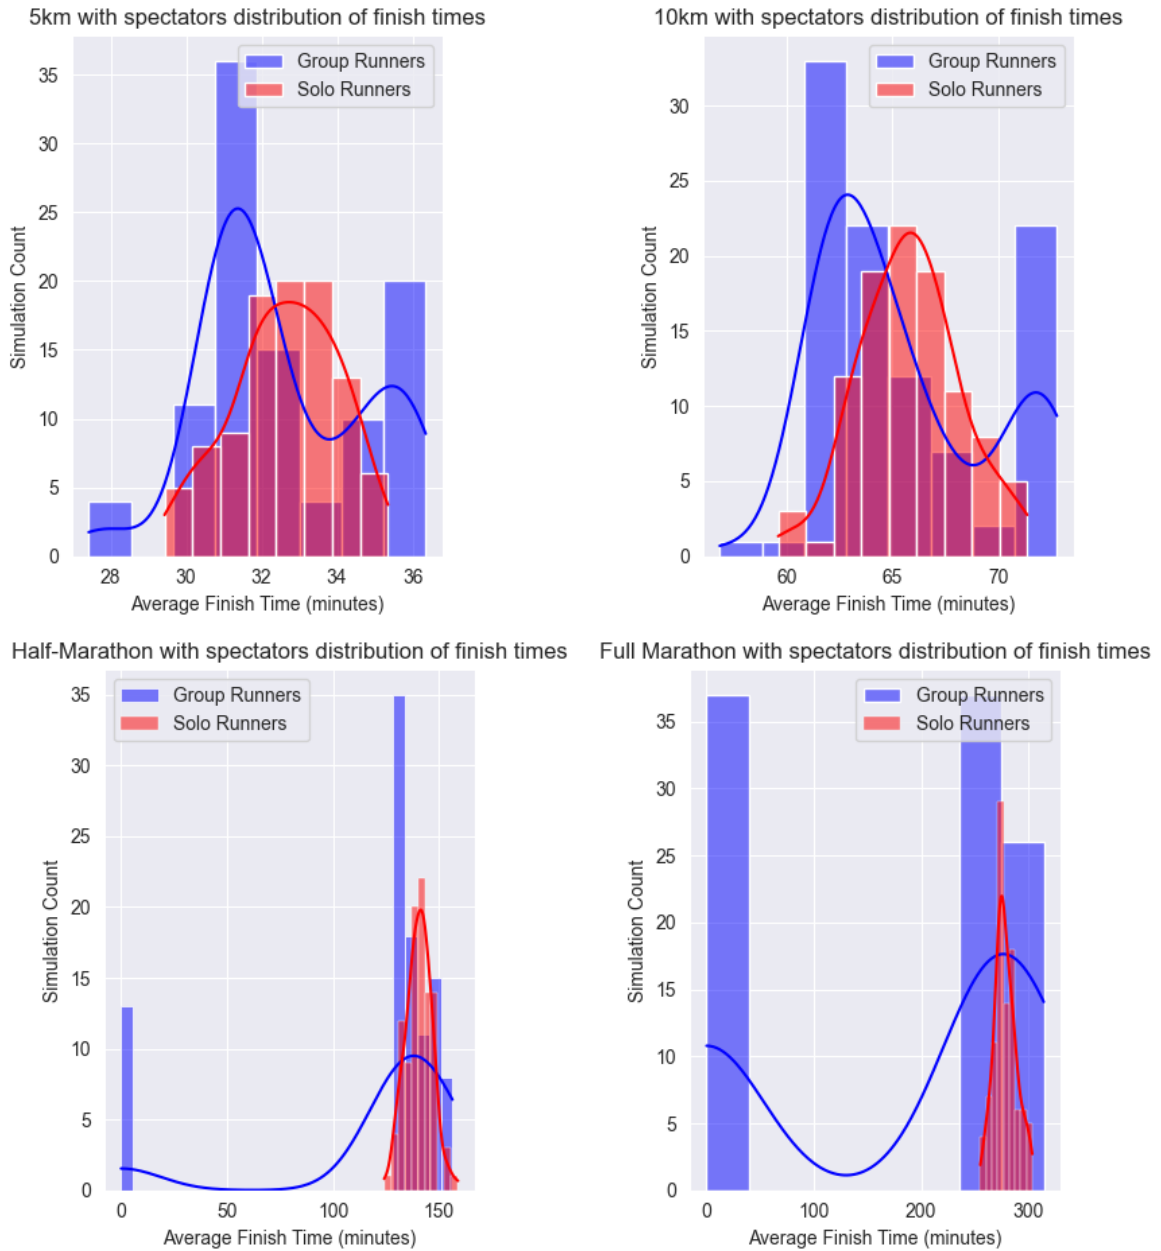 5km with spectators distribution of finish times
Group Runners
Solo Runners
35
30
25
20
15
10
5
0
Simulation Count
28 30 32 34 36
Average Finish Time (minutes)
10km with spectators distribution of finish times
Group Runners
Solo Runners
30
25
20
15
10
5
0
Simulation Count
60 65 70
Average Finish Time (minutes)
Half-Marathon with spectators distribution of finish times
Group Runners
Solo Runners
35
30
25
20
15
10
5
0
Simulation Count
0 50 100 150
Average Finish Time (minutes)
Full Marathon with spectators distribution of finish times
Group Runners
Solo Runners
35
30
25
20
15
10
5
0
Simulation Count
0 100 200 300
Average Finish Time (minutes)